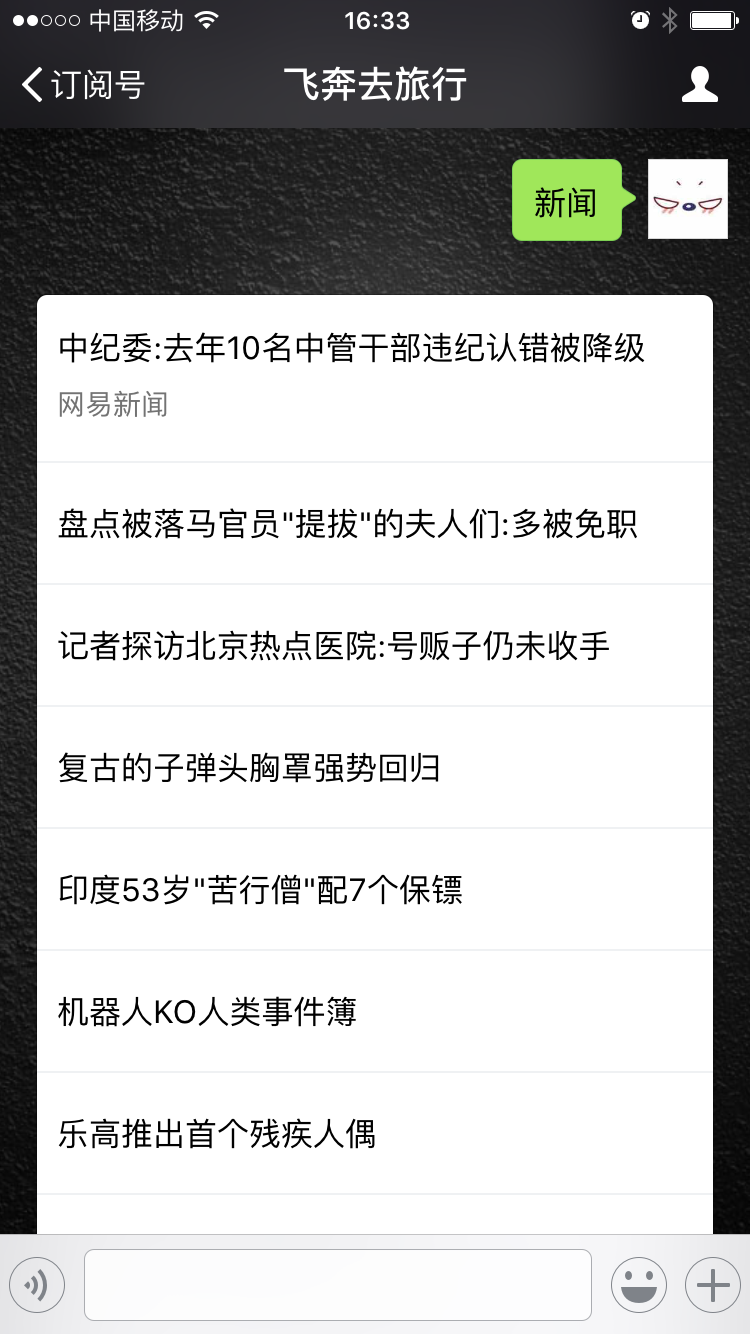 中国移动 16:33
订阅号 飞奔去旅行
新闻
中纪委:去年10名中管干部违纪认错被降级
网易新闻
盘点被落马官员"提拔"的夫人们:多被免职
记者探访北京热点医院:号贩子仍未收手
复古的子弹头胸罩强势回归
印度53岁"苦行僧"配7个保镖
机器人KO人类事件簿
乐高推出首个残疾人偶